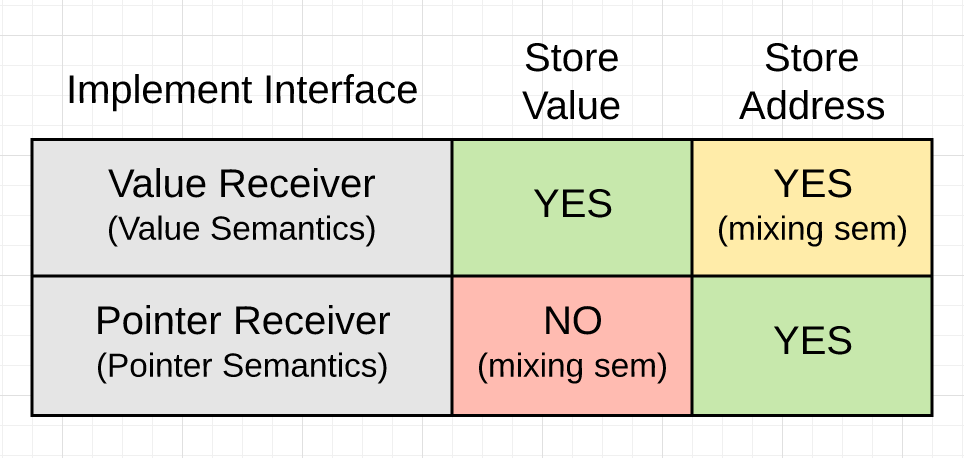 Implement Interface
Store
Value
Store
Address
Value Receiver
(Value Semantics)
YES
YES
(mixing sem)
Pointer Receiver
(Pointer Semantics)
NO
(mixing sem)
YES